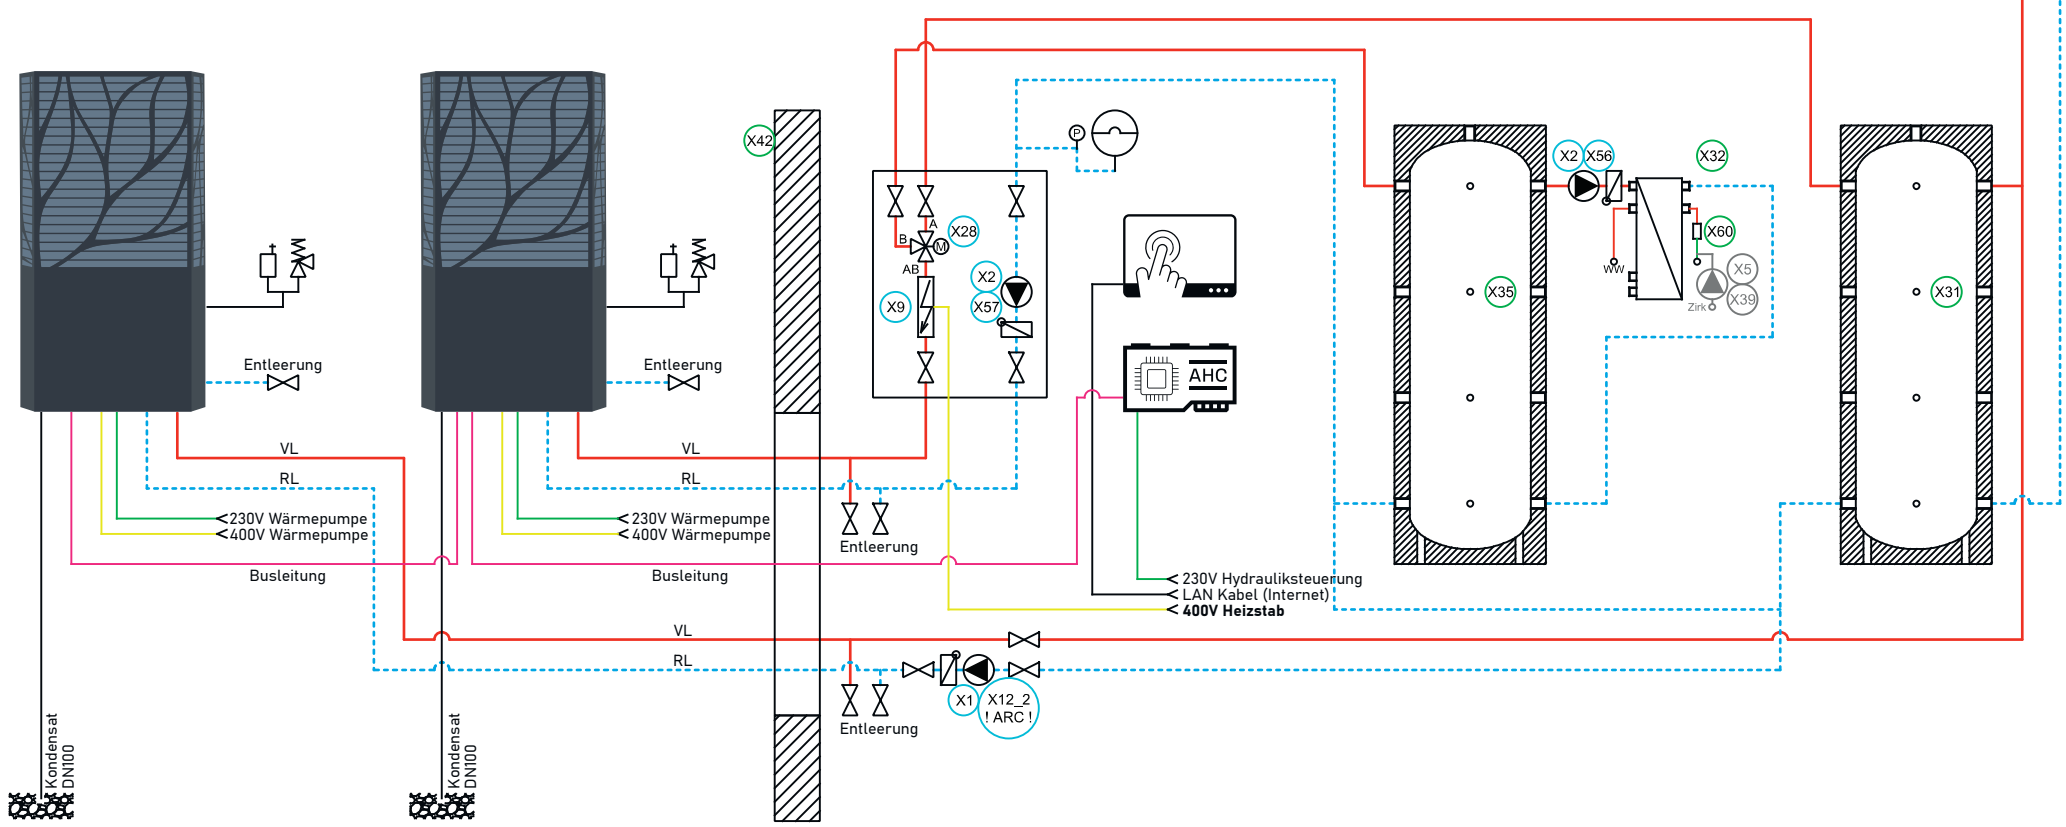 X42
P
X2
X56
X32
A
B
M
X28
AB
X60
WW
X2
X9
X57
X5
X39
Zirk
X35
X31
Entleerung
Entleerung
AHC
VL
VL
RL
RL
230V Wärmepumpe
400V Wärmepumpe
230V Wärmepumpe
400V Wärmepumpe
Entleerung
Busleitung
Busleitung
230V Hydrauliksteuerung
LAN Kabel (Internet)
400V Heizstab
VL
RL
X1
X12_2
! ARC !
Entleerung
Kondensat
DN100
Kondensat
DN100